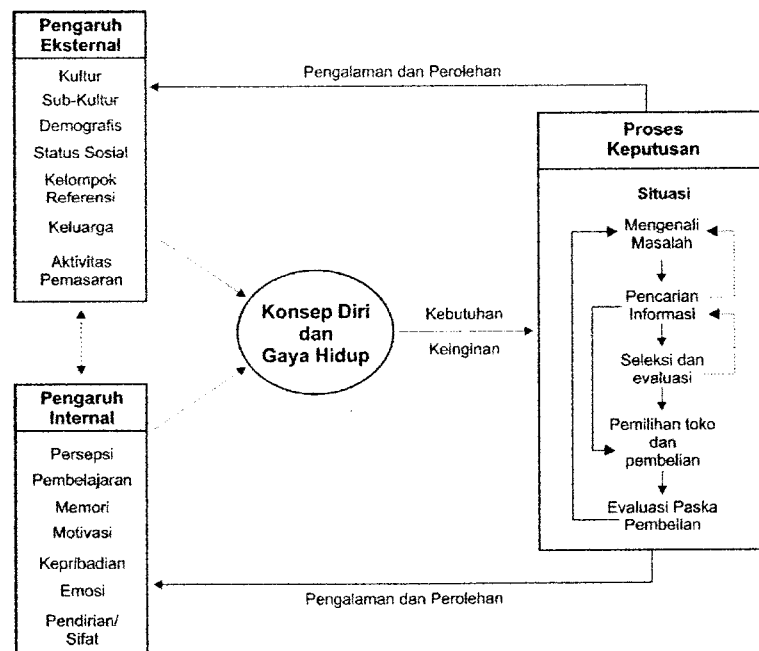 Pengaruh
Eksternal
Kultur
Sub-Kultur
Demografis
Status Sosial
Kelompok
Referensi
Keluarga
Aktivitas
Pemasaran
Pengaruh
Internal
Persepsi
Pembelajaran
Memori
Motivasi
Kepribadian
Emosi
Pendirian/
Sifat
Konsep Diri
dan
Gaya Hidup
Pengalaman dan Perolehan
Kebutuhan
Keinginan
Pengalaman dan Perolehan
Proses
Keputusan
Situasi
Mengenali
Masalah
Pencarian
Informasi
Seleksi dan
evaluasi
Pemilihan toko
dan
pembelian
Evaluasi Paska
Pembelian